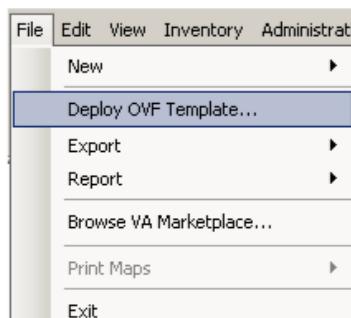 File Edit View Inventory Administrat
New
Deploy OVF Template...
Export
Report
Browse VA Marketplace...
Print Maps
Exit